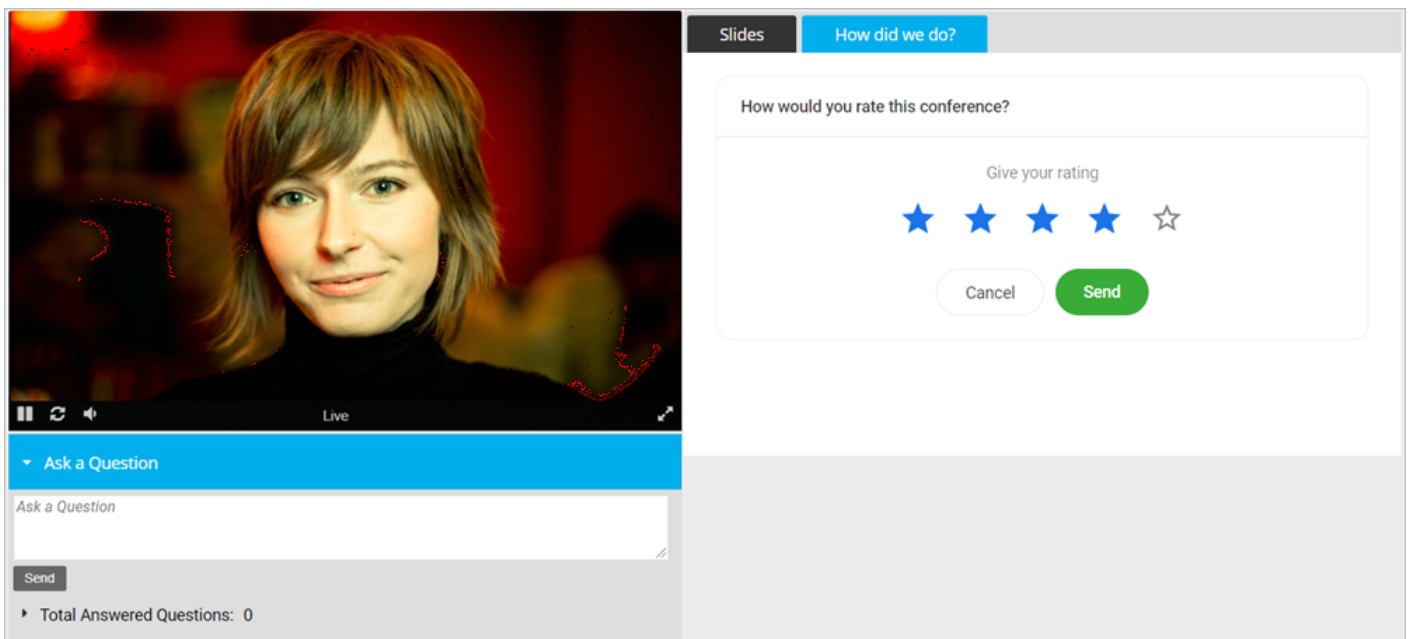 Live
Ask a Question
Ask a Question
Send
Total Answered Questions: 0
Slides
How did we do?
How would you rate this conference?
Give your rating
Cancel
Send